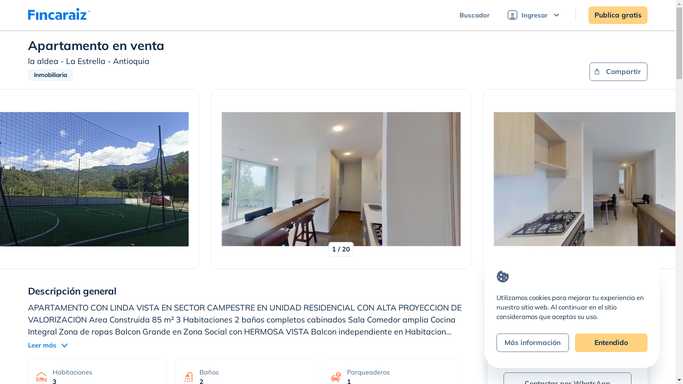 Fincaraíz
Buscador
Ingresar
Publica gratis
Apartamento en venta
la aldea - La Estrella - Antioquia
Inmobiliaria
Compartir
1 / 20
Descripción general
APARTAMENTO CON LINDA VISTA EN SECTOR CAMPESTRE EN UNIDAD RESIDENCIAL CON ALTA PROYECCION DE
VALORIZACION Area Construida 85 m² 3 Habitaciones 2 baños completos cabinados Sala Comedor amplia Cocina
Integral Zona de ropas Balcon Grande en Zona Social con HERMOSA VISTA Balcon independiente en Habitacion...
Leer más
Habitaciones
3
Baños
2
Parqueaderos
1
Utilizamos cookies para mejorar tu experiencia en
nuestro sitio web. Al continuar en el sitio
consideramos que aceptas su uso.
Más información
Entendido
Contactar por WhatsApp